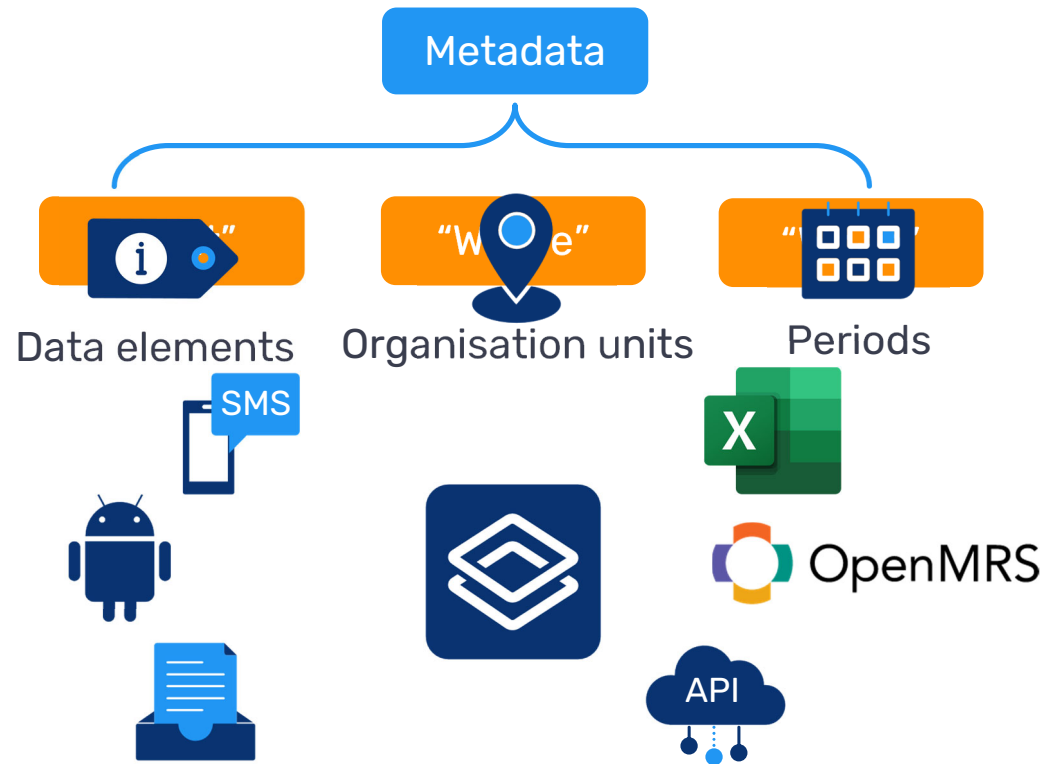 Metadata
Data elements
Organisation units
Periods
SMS
X
OpenMRS
API